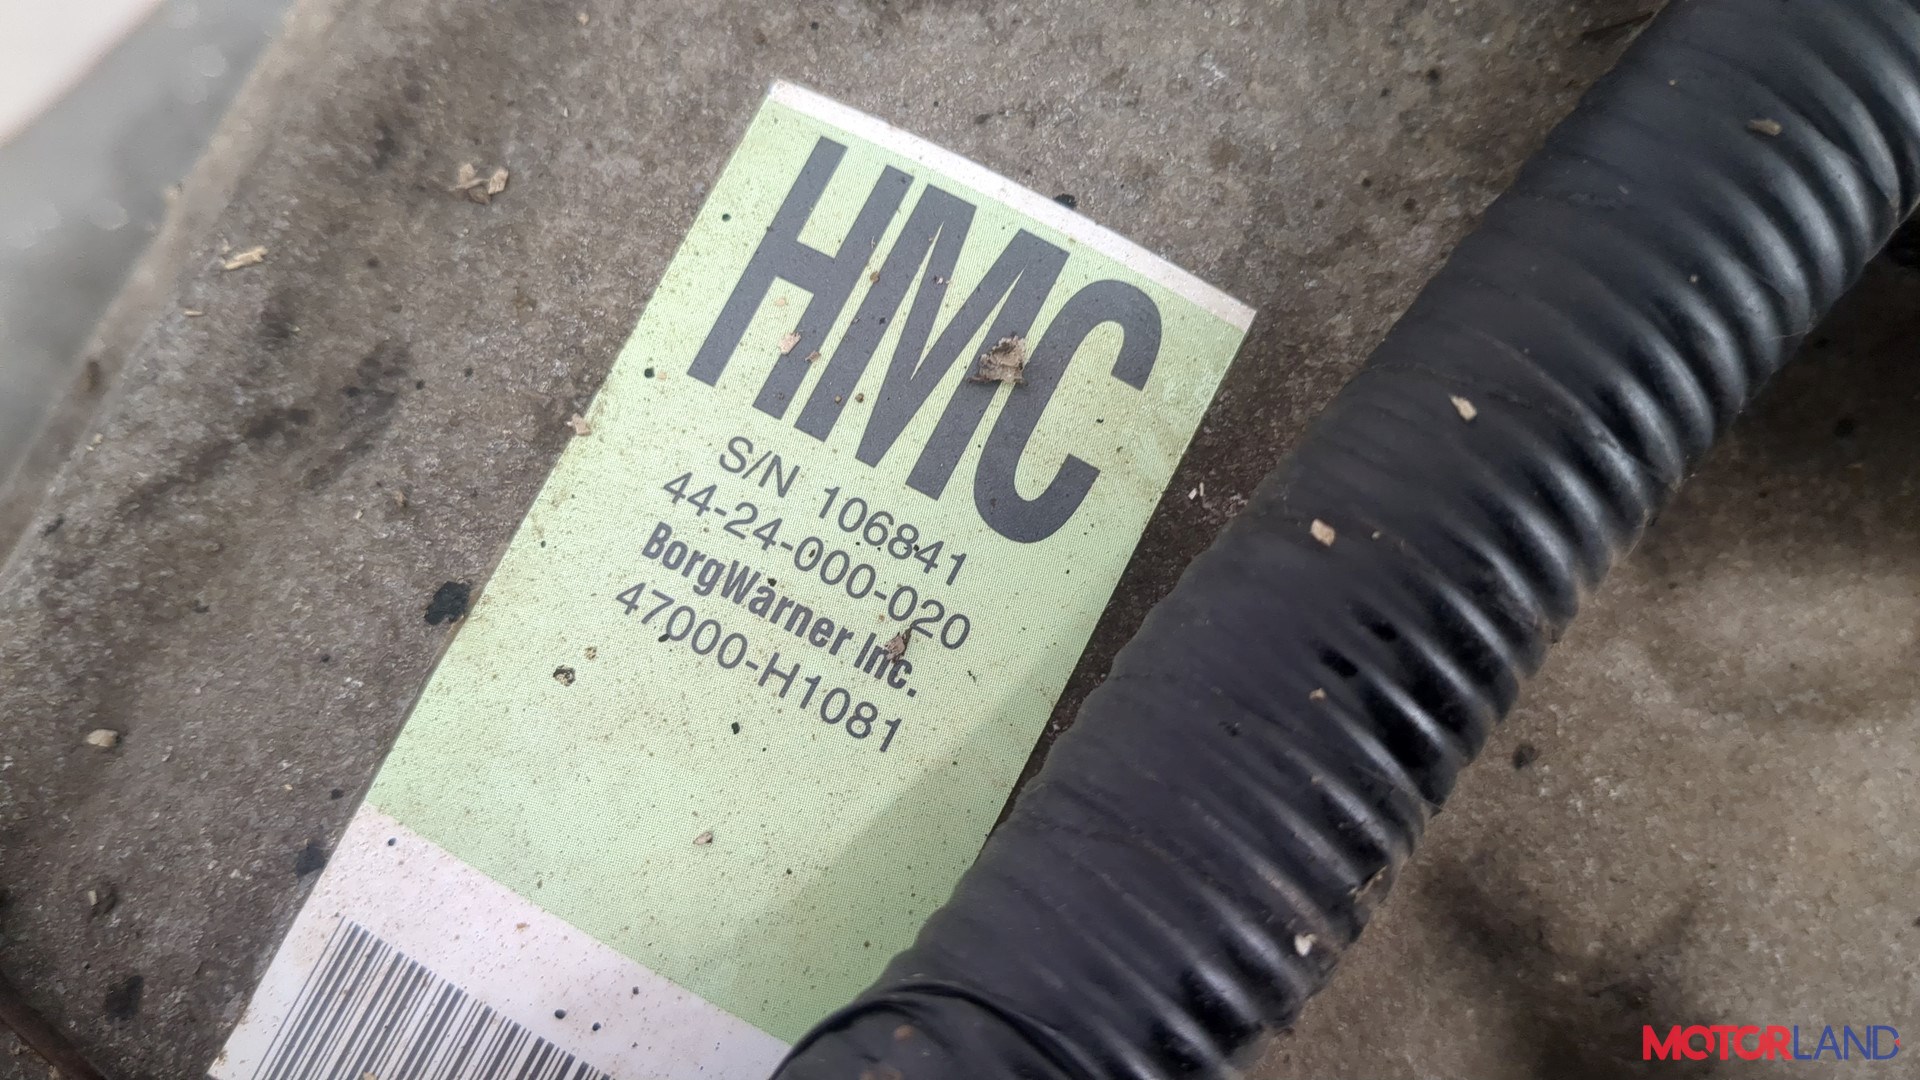 HMC
S/N 106841
44-24-000-020
BorgWarner Inc.
47000-H1081
MOTORLAND